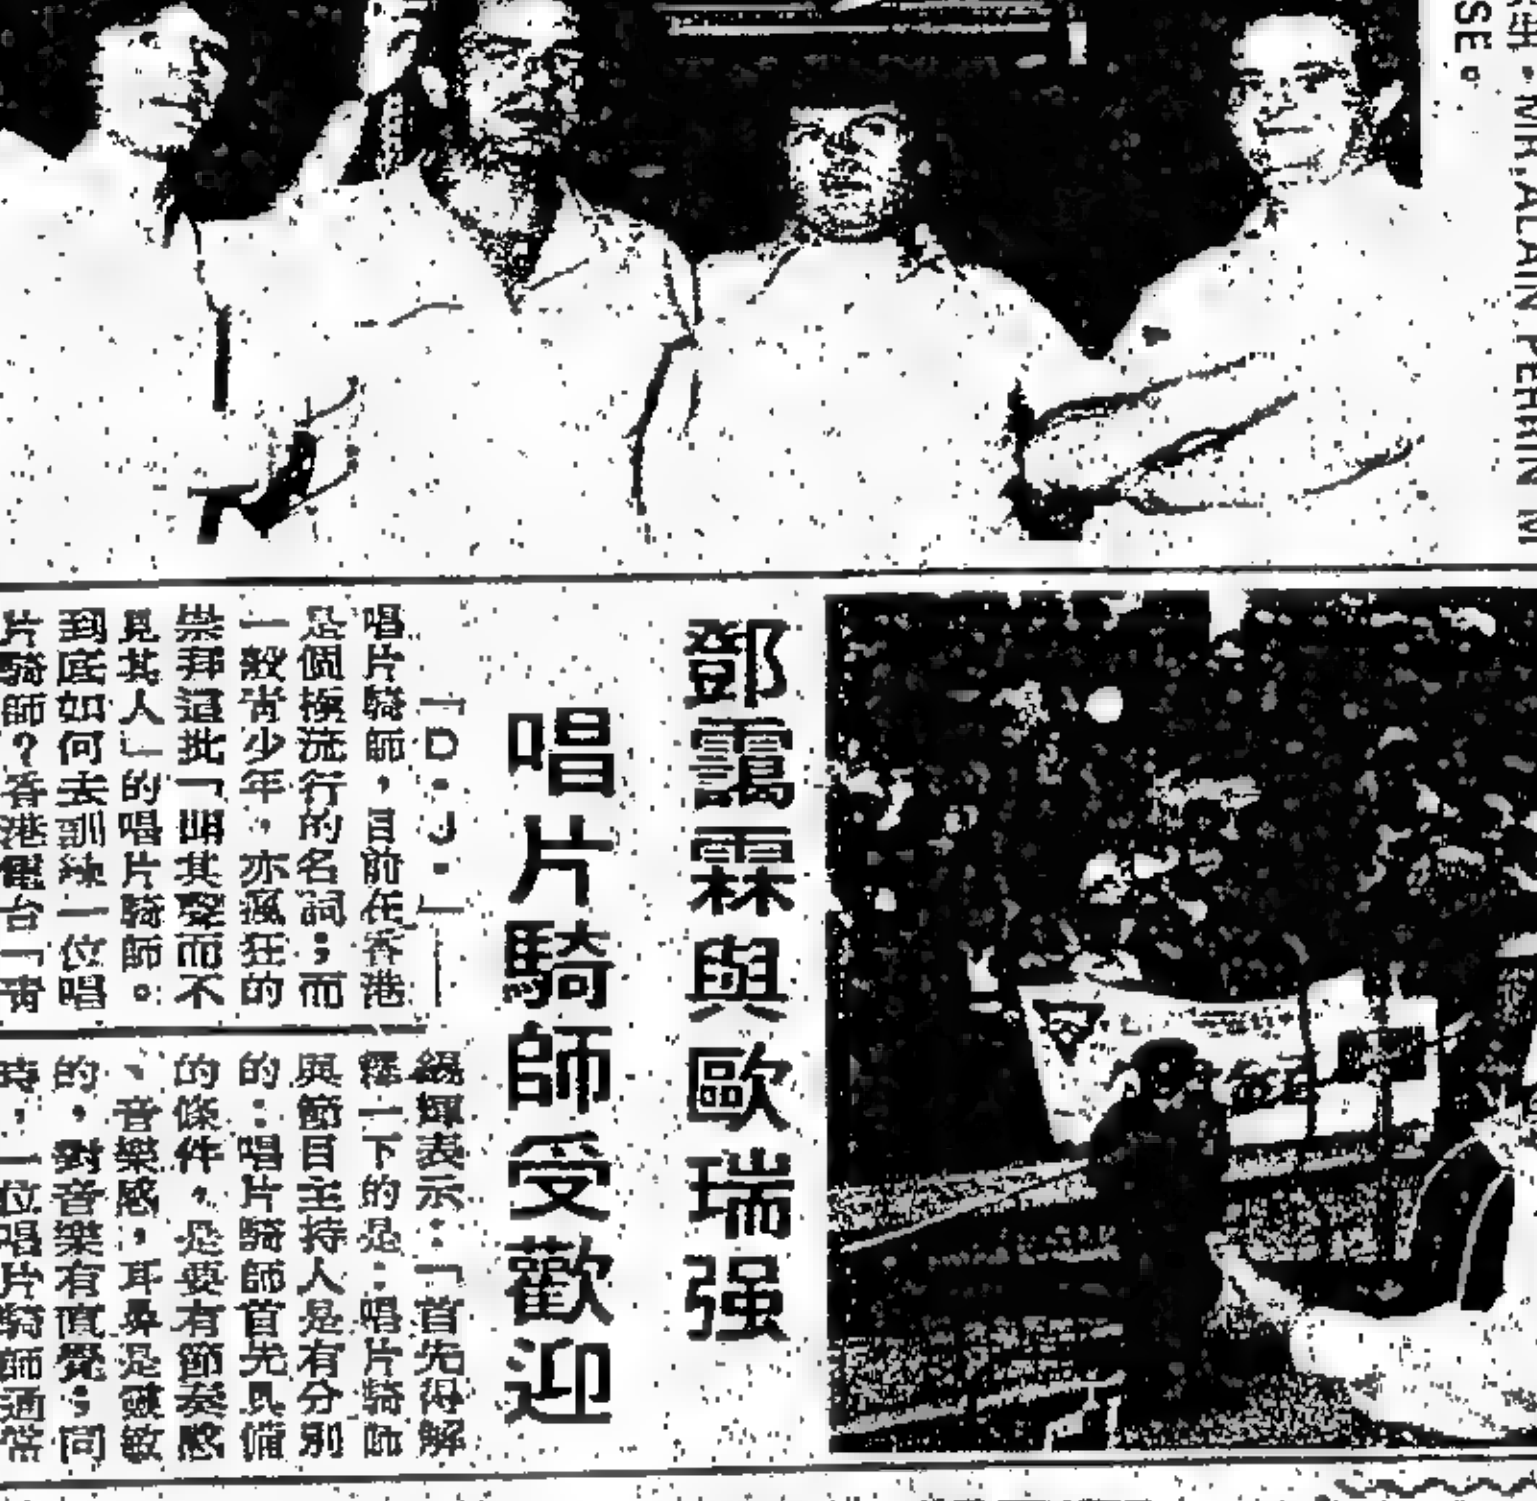 出。MR.ALAIN.PERRIN M
SE。
鄧靄霖與歐瑞强
唱片騎師受歡迎
「D.J.」——
唱片騎師，目前在香港
是個極流行的名詞；而
一般青少年，亦瘋狂的
崇拜這批「聞其聲而不
見其人」的唱片騎師。
到底如何去訓練一位唱
片騎師？香港電台「青
錫輝表示：「首先得解
釋一下的是：唱片騎師
與節目主持人是有分別
的：唱片騎師首先具備
的條件，是要有節奏感
、音樂感，耳朶是靈敏
的，對音樂有直覺；同
時，一位唱片騎師通常